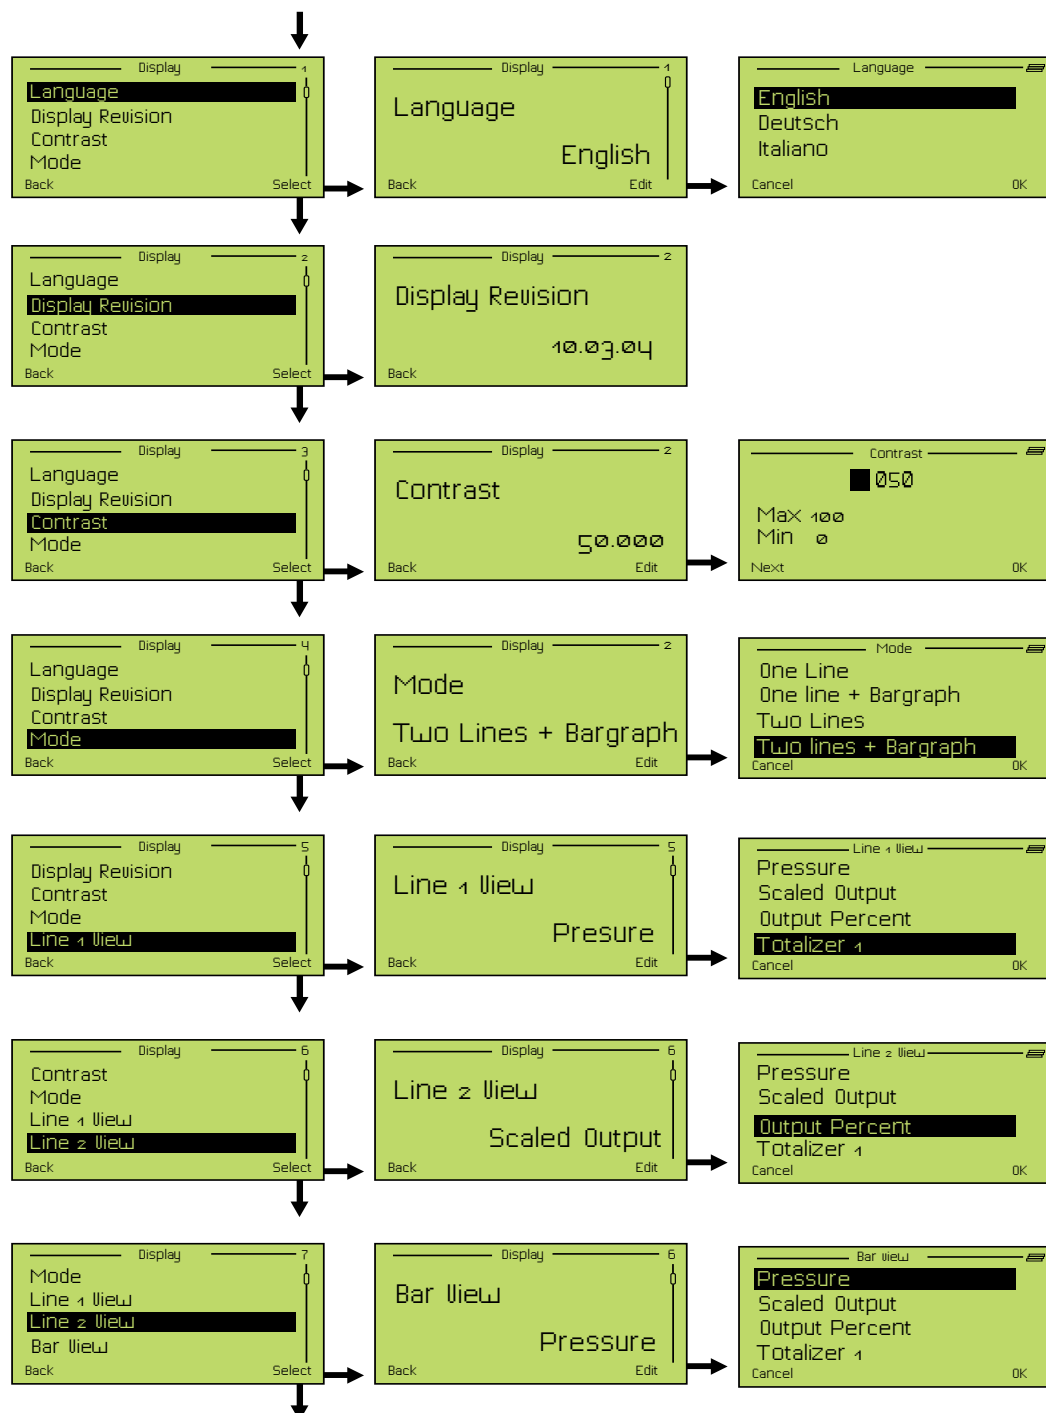 Display 1
Language
Display Revision
Contrast
Mode
Back Select
Display 1
Language
English
Back Edit
Language
English
Deutsch
Italiano
Cancel OK
Display 2
Language
Display Revision
Contrast
Mode
Back Select
Display 2
Display Revision
10.03.04
Back
Display 3
Language
Display Revision
Contrast
Mode
Back Select
Display 2
Contrast
50.000
Back Edit
Contrast
050
Max 100
Min 0
Next OK
Display 4
Language
Display Revision
Contrast
Mode
Back Select
Display 2
Mode
Two Lines + Bargraph
Back Edit
Mode
One Line
One line + Bargraph
Two Lines
Two lines + Bargraph
Cancel OK
Display 5
Display Revision
Contrast
Mode
Line 1 View
Back Select
Display 5
Line 1 View
Presure
Back Edit
Line 1 View
Pressure
Scaled Output
Output Percent
Totalizer 1
Cancel OK
Display 6
Contrast
Mode
Line 1 View
Line 2 View
Back Select
Display 6
Line 2 View
Scaled Output
Back Edit
Line 2 View
Pressure
Scaled Output
Output Percent
Totalizer 1
Cancel OK
Display 7
Mode
Line 1 View
Line 2 View
Bar View
Back Select
Display 6
Bar View
Pressure
Back Edit
Bar View
Pressure
Scaled Output
Output Percent
Totalizer 1
Cancel OK